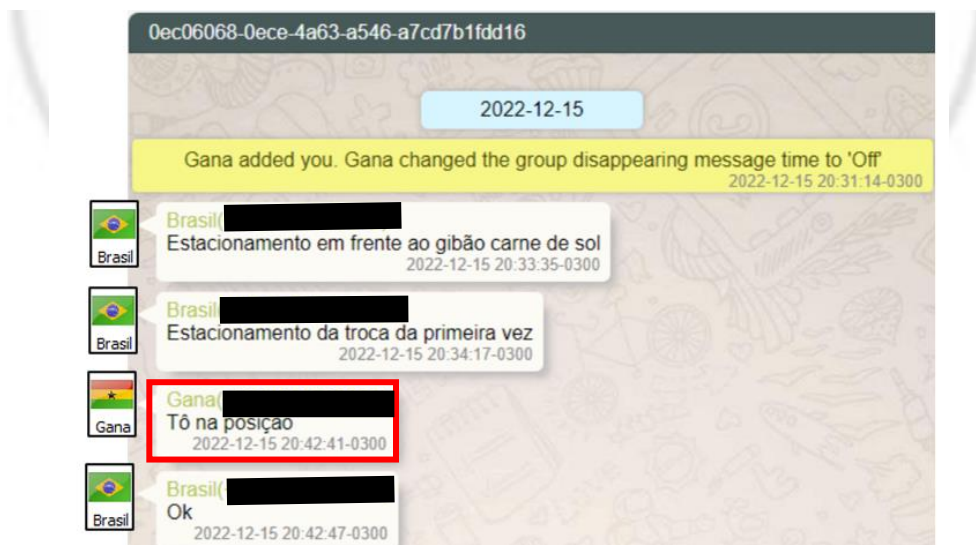 0ec06068-0ece-4a63-a546-a7cd7b1fdd16
2022-12-15
Gana added you. Gana changed the group disappearing message time to 'Off'
2022-12-15 20:31:14-0300
Brasil(
Estacionamento em frente ao gibão carne de sol
2022-12-15 20:33:35-0300
Brasil
Brasil(
Estacionamento da troca da primeira vez
2022-12-15 20:34:17-0300
Brasil
Gana(
Tô na posição
2022-12-15 20:42:41-0300
Gana
Brasil(
Ok
2022-12-15 20:42:47-0300
Brasil